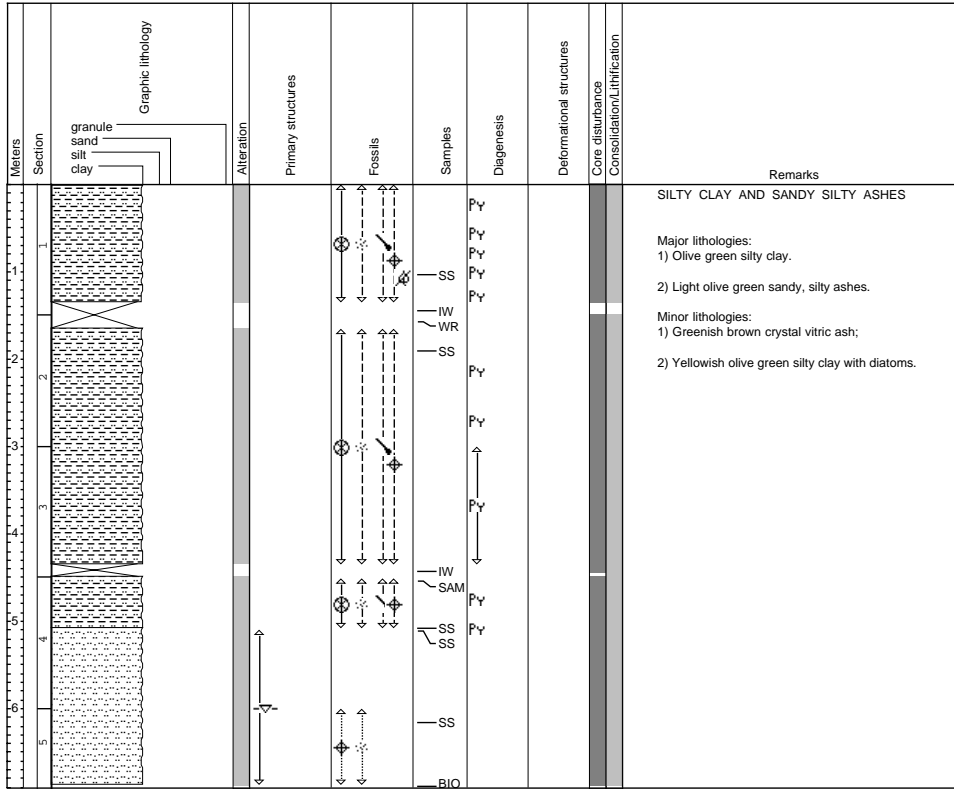 Meters
Section
Graphic lithology
granule
sand
silt
clay
Alteration
Primary structures
Fossils
Samples
Diagenesis
Deformational structures
Core disturbance
Consolidation/Lithification
Remarks
SILTY CLAY AND SANDY SILTY ASHES
Major lithologies:
1) Olive green silty clay.
2) Light olive green sandy, silty ashes.
Minor lithologies:
1) Greenish brown crystal vitric ash;
2) Yellowish olive green silty clay with diatoms.
1
2
3
4
5
6
1
2
3
4
5
SS
IW
WR
SS
IW
SAM
SS
SS
SS
BIO
Py
Py
Py
Py
Py
Py
Py
Py
Py
Py